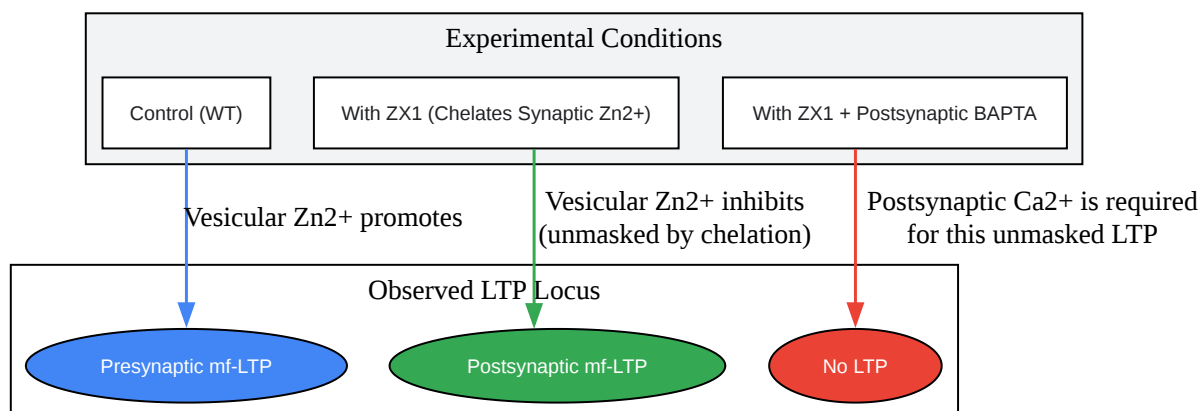 Experimental Conditions
Control (WT)
With ZX1 (Chelates Synaptic Zn2+)
With ZX1 + Postsynaptic BAPTA
Vesicular Zn2+ promotes
Vesicular Zn2+ inhibits
(unmasked by chelation)
Postsynaptic Ca2+ is required
for this unmasked LTP
Observed LTP Locus
Presynaptic mf-LTP
Postsynaptic mf-LTP
No LTP